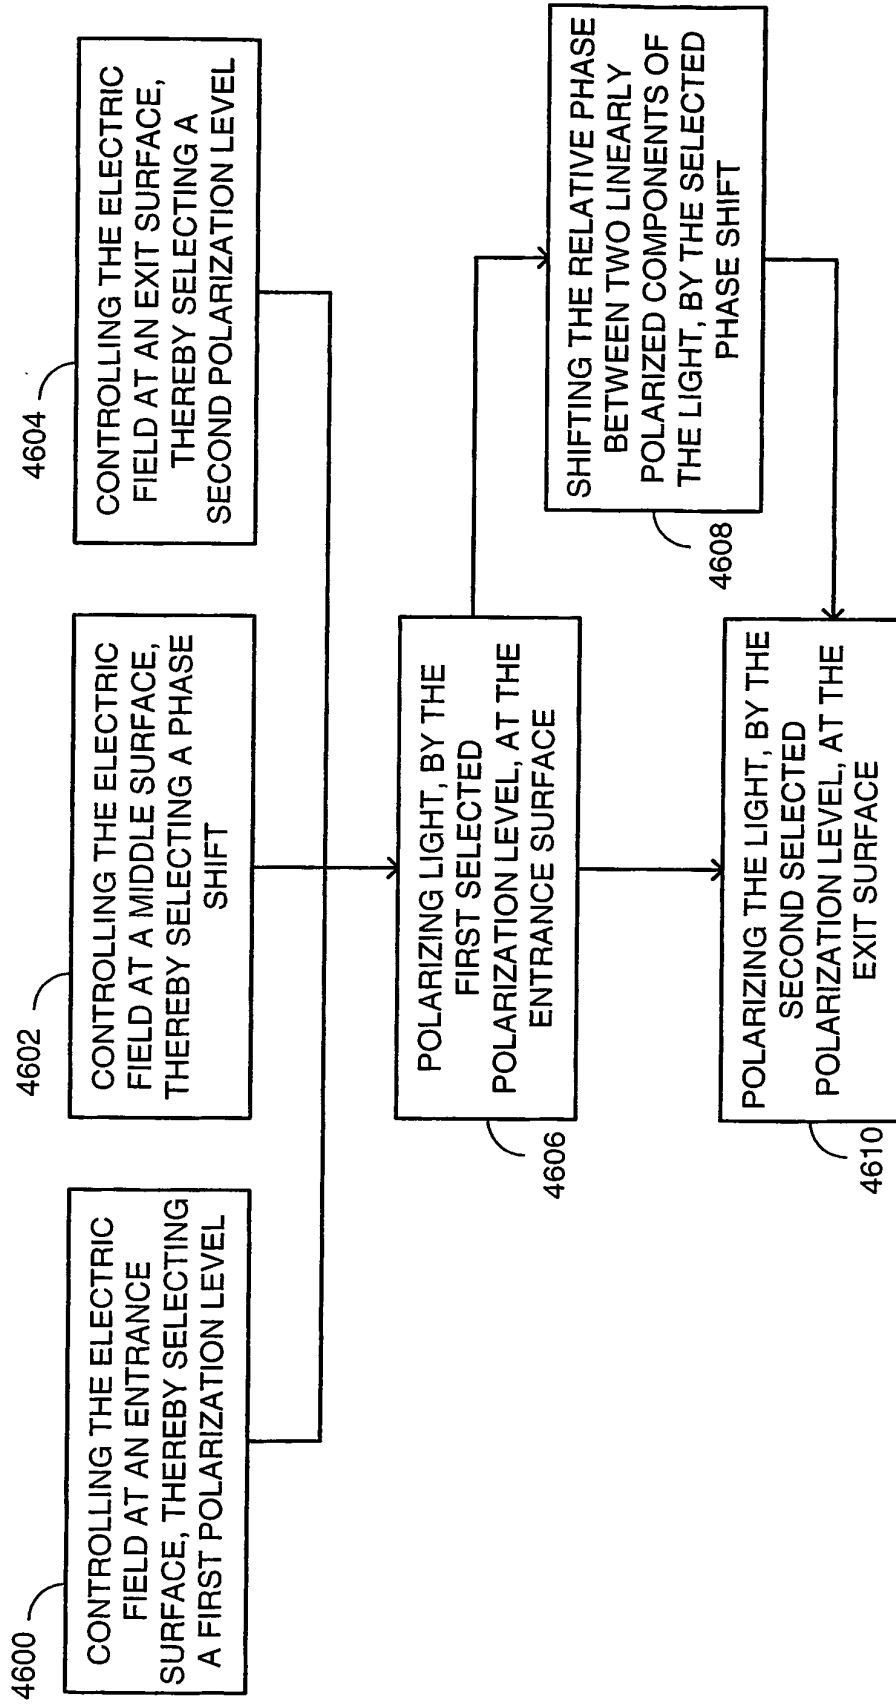 4600
CONTROLLING THE ELECTRIC
FIELD AT AN ENTRANCE
SURFACE, THEREBY SELECTING
A FIRST POLARIZATION LEVEL
4602
CONTROLLING THE ELECTRIC
FIELD AT A MIDDLE SURFACE,
THEREBY SELECTING A PHASE
SHIFT
4604
CONTROLLING THE ELECTRIC
FIELD AT AN EXIT SURFACE,
THEREBY SELECTING A
SECOND POLARIZATION LEVEL
POLARIZING LIGHT, BY THE
FIRST SELECTED
POLARIZATION LEVEL, AT THE
ENTRANCE SURFACE
4606
SHIFTING THE RELATIVE PHASE
BETWEEN TWO LINEARLY
POLARIZED COMPONENTS OF
THE LIGHT, BY THE SELECTED
PHASE SHIFT
4608
POLARIZING THE LIGHT, BY THE
SECOND SELECTED
POLARIZATION LEVEL, AT THE
EXIT SURFACE
4610